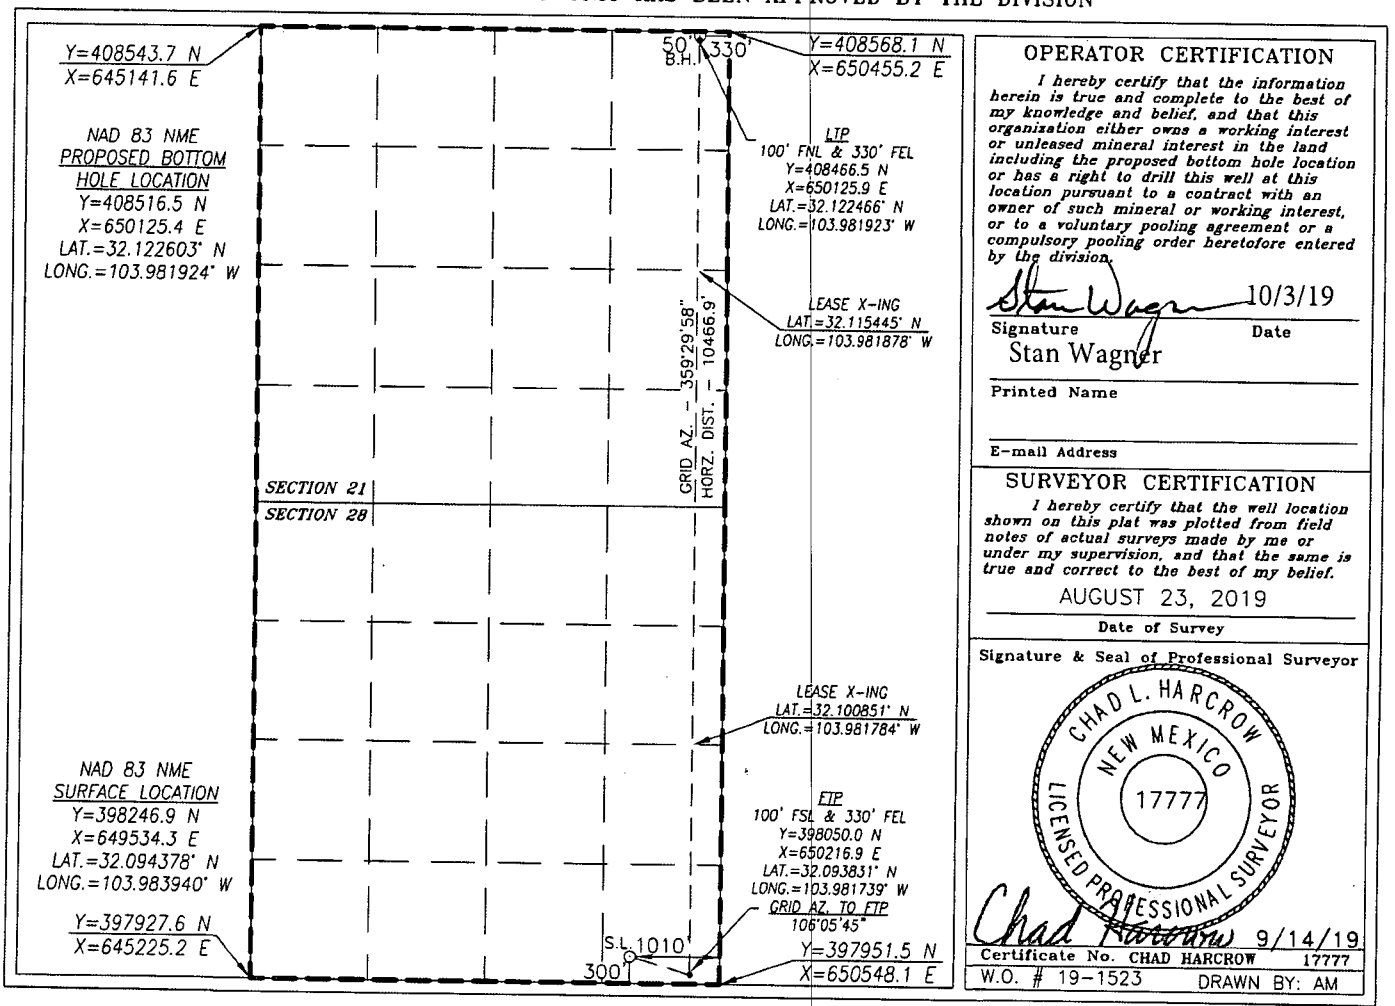 HAS BEEN APPROVED BY THE DIVISION
Y=408543.7 N
X=645141.6 E
NAD 83 NME
PROPOSED BOTTOM
HOLE LOCATION
Y=408516.5 N
X=650125.4 E
LAT.=32.122603° N
LONG.=103.981924° W
50'
B.H.
330'
Y=408568.1 N
X=650455.2 E
LTP
100' FNL & 330' FEL
Y=408466.5 N
X=650125.9 E
LAT.=32.122466° N
LONG.=103.981923° W
LEASE X-ING
LAT.=32.115445° N
LONG.=103.981878° W
GRID AZ. - 359°29'58"
HORZ. DIST. - 10466.9'
SECTION 21
SECTION 28
LEASE X-ING
LAT.=32.100851° N
LONG.=103.981784° W
NAD 83 NME
SURFACE LOCATION
Y=398246.9 N
X=649534.3 E
LAT.=32.094378° N
LONG.=103.983940° W
Y=397927.6 N
X=645225.2 E
FTP
100' FSL & 330' FEL
Y=398050.0 N
X=650216.9 E
LAT.=32.093831° N
LONG.=103.981739° W
GRID AZ. TO FTP
106°05'45"
S.L.
1010'
300'
Y=397951.5 N
X=650548.1 E
OPERATOR CERTIFICATION
I hereby certify that the information
herein is true and complete to the best of
my knowledge and belief, and that this
organization either owns a working interest
or unleased mineral interest in the land
including the proposed bottom hole location
or has a right to drill this well at this
location pursuant to a contract with an
owner of such mineral or working interest,
or to a voluntary pooling agreement or a
compulsory pooling order heretofore entered
by the division.
Stan Wagner 10/3/19
Signature Date
Stan Wagner
Printed Name
E-mail Address
SURVEYOR CERTIFICATION
I hereby certify that the well location
shown on this plat was plotted from field
notes of actual surveys made by me or
under my supervision, and that the same is
true and correct to the best of my belief.
AUGUST 23, 2019
Date of Survey
Signature & Seal of Professional Surveyor
CHAD L. HARCROW
NEW MEXICO
17777
LICENSED PROFESSIONAL SURVEYOR
Chad Harcrow 9/14/19
Certificate No. CHAD HARCROW 17777
W.O. # 19-1523 DRAWN BY: AM